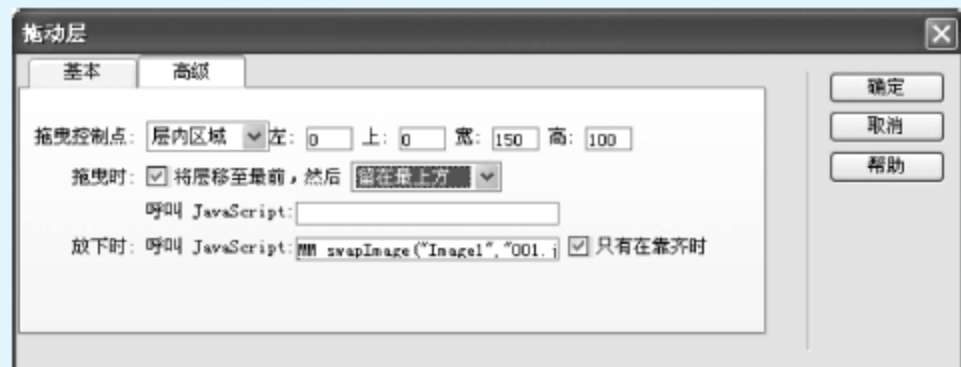 拖动层
基本 高级
确定
取消
帮助
拖曳控制点: 层内区域 左: 0 上: 0 宽: 150 高: 100
拖曳时: 将层移至最前,然后 留在最上方
呼叫 JavaScript:
放下时: 呼叫 JavaScript: MM_swapImage("Image1","001.j 只有在靠齐时